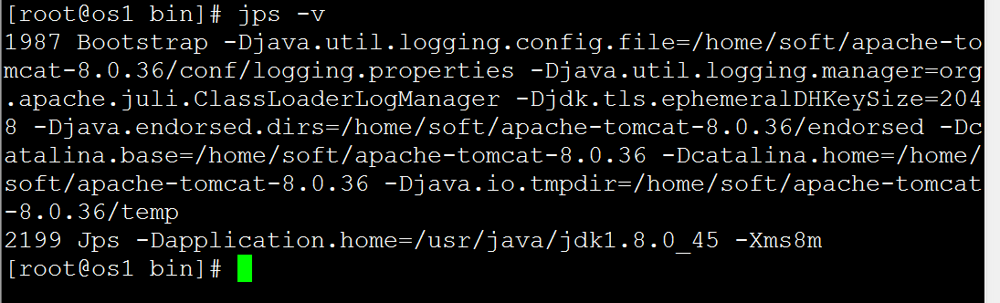 [root@os1 bin]# jps -v
1987 Bootstrap -Djava.util.logging.config.file=/home/soft/apache-to
mcat-8.0.36/conf/logging.properties -Djava.util.logging.manager=org
.apache.juli.ClassLoaderLogManager -Djdk.tls.ephemeralDHKeySize=204
8 -Djava.endorsed.dirs=/home/soft/apache-tomcat-8.0.36/endorsed -Dc
atalina.base=/home/soft/apache-tomcat-8.0.36 -Dcatalina.home=/home/
soft/apache-tomcat-8.0.36 -Djava.io.tmpdir=/home/soft/apache-tomcat
-8.0.36/temp
2199 Jps -Dapplication.home=/usr/java/jdk1.8.0_45 -Xms8m
[root@os1 bin]#